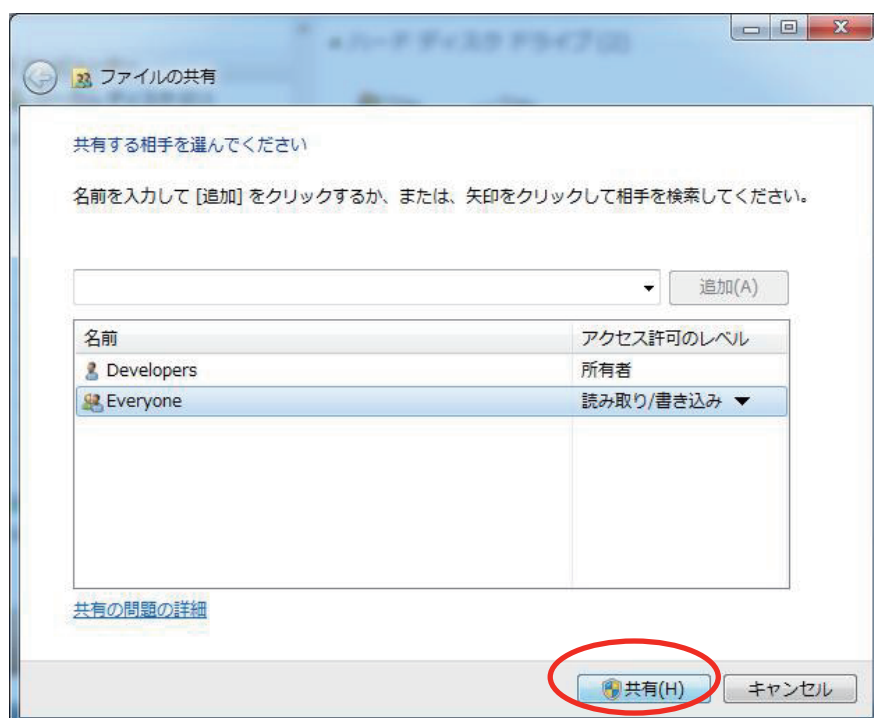 ファイルの共有
共有する相手を選んでください
名前を入力して [追加] をクリックするか、または、矢印をクリックして相手を検索してください。
追加(A)
名前 アクセス許可のレベル
Developers 所有者
Everyone 読み取り/書き込み
共有の問題の詳細
共有(H) キャンセル